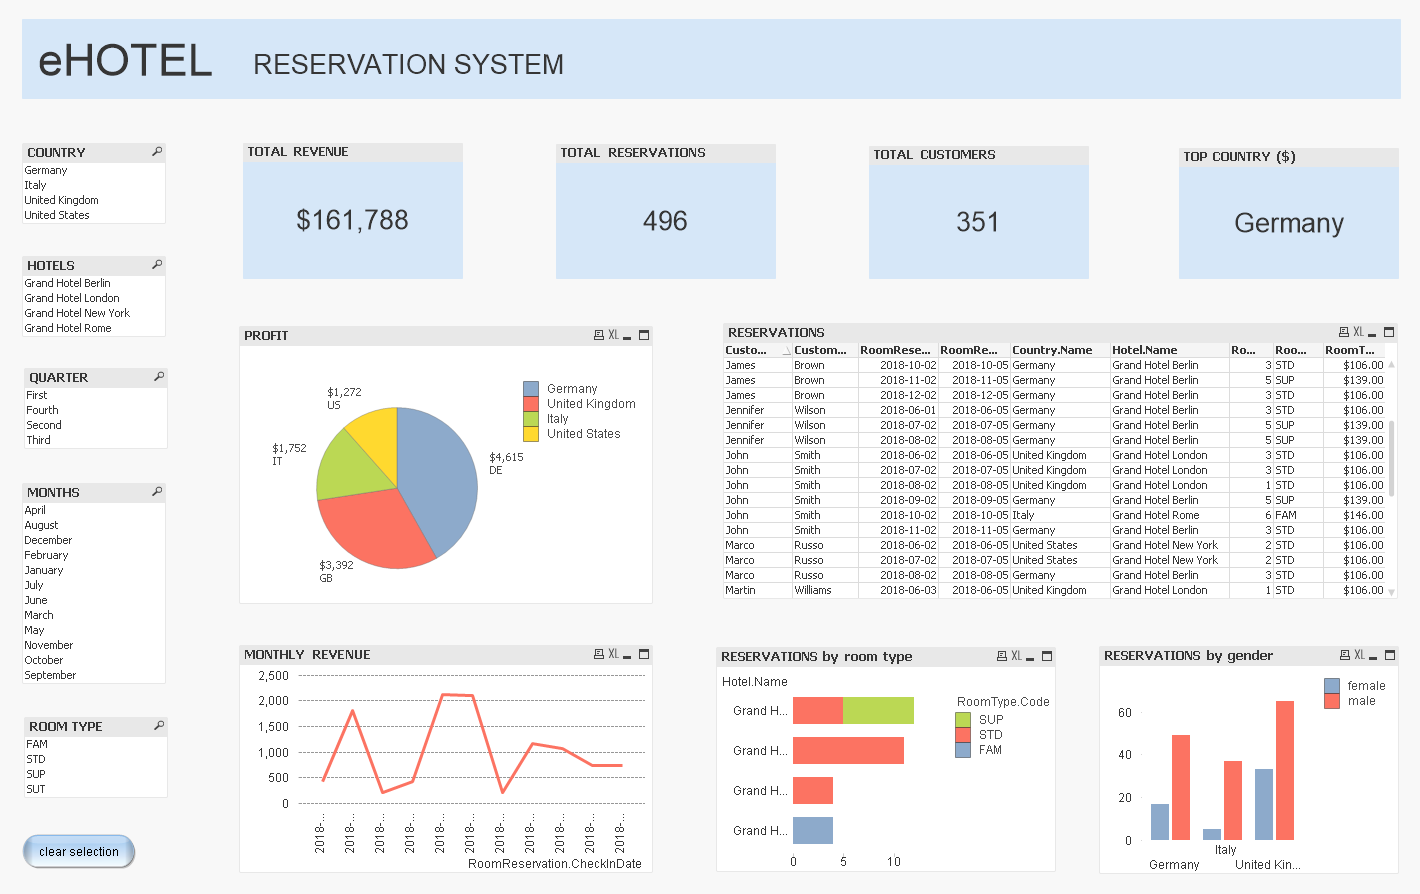 eHOTEL RESERVATION SYSTEM
COUNTRY
Germany
Italy
United Kingdom
United States
HOTELS
Grand Hotel Berlin
Grand Hotel London
Grand Hotel New York
Grand Hotel Rome
QUARTER
First
Fourth
Second
Third
MONTHS
April
August
December
February
January
July
June
March
May
November
October
September
ROOM TYPE
FAM
STD
SUP
SUT
clear selection
TOTAL REVENUE
$161,788
TOTAL RESERVATIONS
496
TOTAL CUSTOMERS
351
TOP COUNTRY ($)
Germany
PROFIT XL
$1,272
US
$1,752
IT
$4,615
DE
$3,392
GB
Germany
United Kingdom
Italy
United States
RESERVATIONS XL
Custo... Custom... RoomRese... RoomRe... Country.Name Hotel.Name Ro... Roo... RoomT...
James Brown 2018-10-02 2018-10-05 Germany Grand Hotel Berlin 3 STD $106.00
James Brown 2018-11-02 2018-11-05 Germany Grand Hotel Berlin 5 SUP $139.00
James Brown 2018-12-02 2018-12-05 Germany Grand Hotel Berlin 3 STD $106.00
Jennifer Wilson 2018-06-01 2018-06-05 Germany Grand Hotel Berlin 3 STD $106.00
Jennifer Wilson 2018-07-02 2018-07-05 Germany Grand Hotel Berlin 5 SUP $139.00
Jennifer Wilson 2018-08-02 2018-08-05 Germany Grand Hotel Berlin 5 SUP $139.00
John Smith 2018-06-02 2018-06-05 United Kingdom Grand Hotel London 3 STD $106.00
John Smith 2018-07-02 2018-07-05 United Kingdom Grand Hotel London 3 STD $106.00
John Smith 2018-08-02 2018-08-05 United Kingdom Grand Hotel London 1 STD $106.00
John Smith 2018-09-02 2018-09-05 Germany Grand Hotel Berlin 5 SUP $139.00
John Smith 2018-10-02 2018-10-05 Italy Grand Hotel Rome 6 FAM $146.00
John Smith 2018-11-02 2018-11-05 Germany Grand Hotel Berlin 3 STD $106.00
Marco Russo 2018-06-02 2018-06-05 United States Grand Hotel New York 2 STD $106.00
Marco Russo 2018-07-02 2018-07-05 United States Grand Hotel New York 2 STD $106.00
Marco Russo 2018-08-02 2018-08-05 Germany Grand Hotel Berlin 3 STD $106.00
Martin Williams 2018-06-03 2018-06-05 United Kingdom Grand Hotel London 1 STD $106.00
MONTHLY REVENUE XL
2,500
2,000
1,500
1,000
500
0
2018-... 2018-... 2018-... 2018-... 2018-... 2018-... 2018-... 2018-... 2018-... 2018-... 2018-...
RoomReservation.CheckInDate
RESERVATIONS by room type XL
Hotel.Name
Grand H...
Grand H...
Grand H...
Grand H...
0 5 10
RoomType.Code
SUP
STD
FAM
RESERVATIONS by gender XL
female
male
60
40
20
0
Germany Italy United Kin...